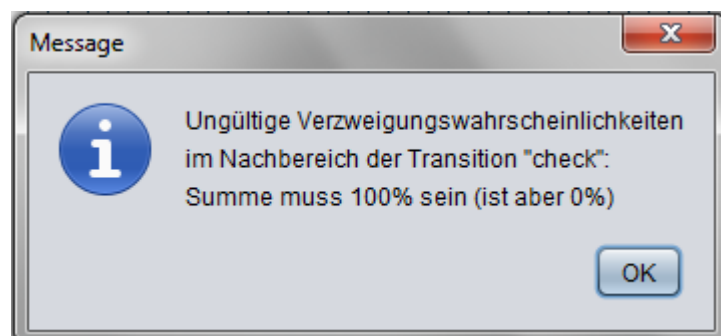 Message
Ungültige Verzweigungswahrscheinlichkeiten
im Nachbereich der Transition "check":
Summe muss 100% sein (ist aber 0%)
OK